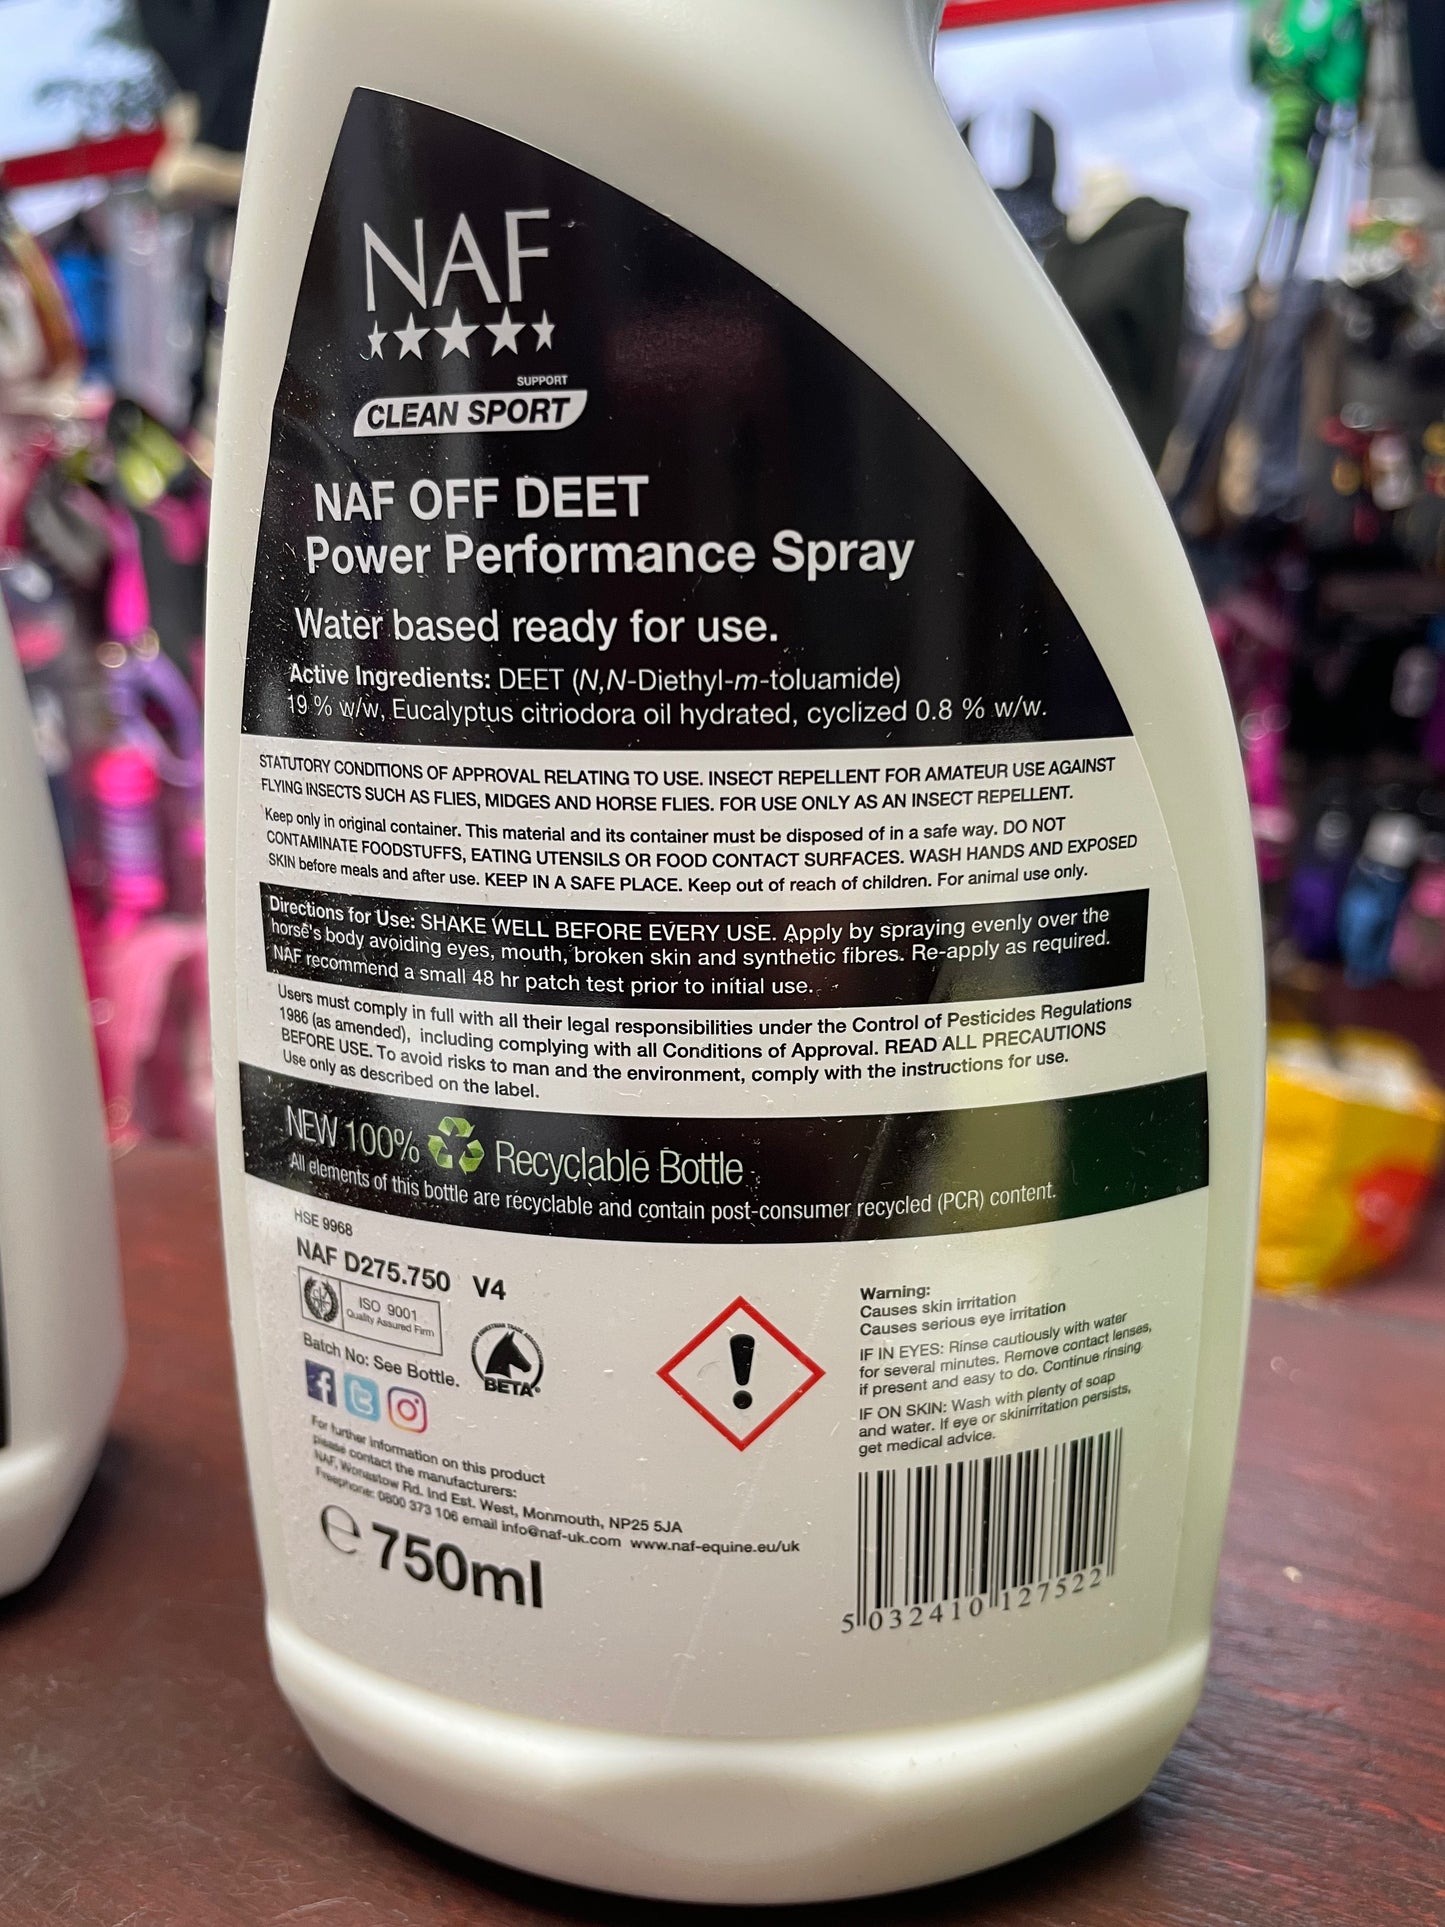 NAF
SUPPORT
CLEAN SPORT
NAF OFF DEET
Power Performance Spray
Water based ready for use.
Active Ingredients: DEET (N,N-Diethyl-m-toluamide)
19 % w/w, Eucalyptus citriodora oil hydrated, cyclized 0.8 % w/w.
STATUTORY CONDITIONS OF APPROVAL RELATING TO USE. INSECT REPELLENT FOR AMATEUR USE AGAINST
FLYING INSECTS SUCH AS FLIES, MIDGES AND HORSE FLIES. FOR USE ONLY AS AN INSECT REPELLENT.
Keep only in original container. This material and its container must be disposed of in a safe way. DO NOT
CONTAMINATE FOODSTUFFS, EATING UTENSILS OR FOOD CONTACT SURFACES. WASH HANDS AND EXPOSED
SKIN before meals and after use. KEEP IN A SAFE PLACE. Keep out of reach of children. For animal use only.
Directions for Use: SHAKE WELL BEFORE EVERY USE. Apply by spraying evenly over the
horse's body avoiding eyes, mouth, broken skin and synthetic fibres. Re-apply as required.
NAF recommend a small 48 hr patch test prior to initial use.
Users must comply in full with all their legal responsibilities under the Control of Pesticides Regulations
1986 (as amended), including complying with all Conditions of Approval. READ ALL PRECAUTIONS
BEFORE USE. To avoid risks to man and the environment, comply with the instructions for use.
Use only as described on the label.
NEW 100% Recyclable Bottle
All elements of this bottle are recyclable and contain post-consumer recycled (PCR) content.
HSE 9968
NAF D275.750 V4
ISO 9001
Quality Assured Firm
BETA
Batch No: See Bottle.
For further information on this product
please contact the manufacturers:
NAF, Wonastow Rd. Ind Est. West, Monmouth, NP25 5JA
Freephone: 0800 373 106 email info@naf-uk.com www.naf-equine.eu/uk
e 750ml
Warning:
Causes skin irritation
Causes serious eye irritation
IF IN EYES: Rinse cautiously with water
for several minutes. Remove contact lenses,
if present and easy to do. Continue rinsing.
IF ON SKIN: Wash with plenty of soap
and water. If eye or skinirritation persists,
get medical advice.
5 032410 127522